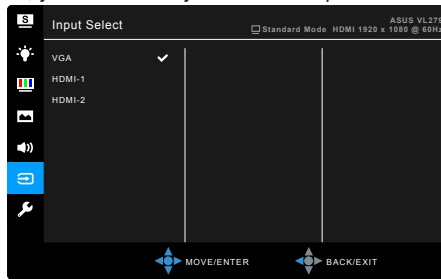 S
Input Select
ASUS VL279
Standard Mode HDMI 1920 x 1080 @ 60Hz
VGA
HDMI-1
HDMI-2
MOVE/ENTER
BACK/EXIT